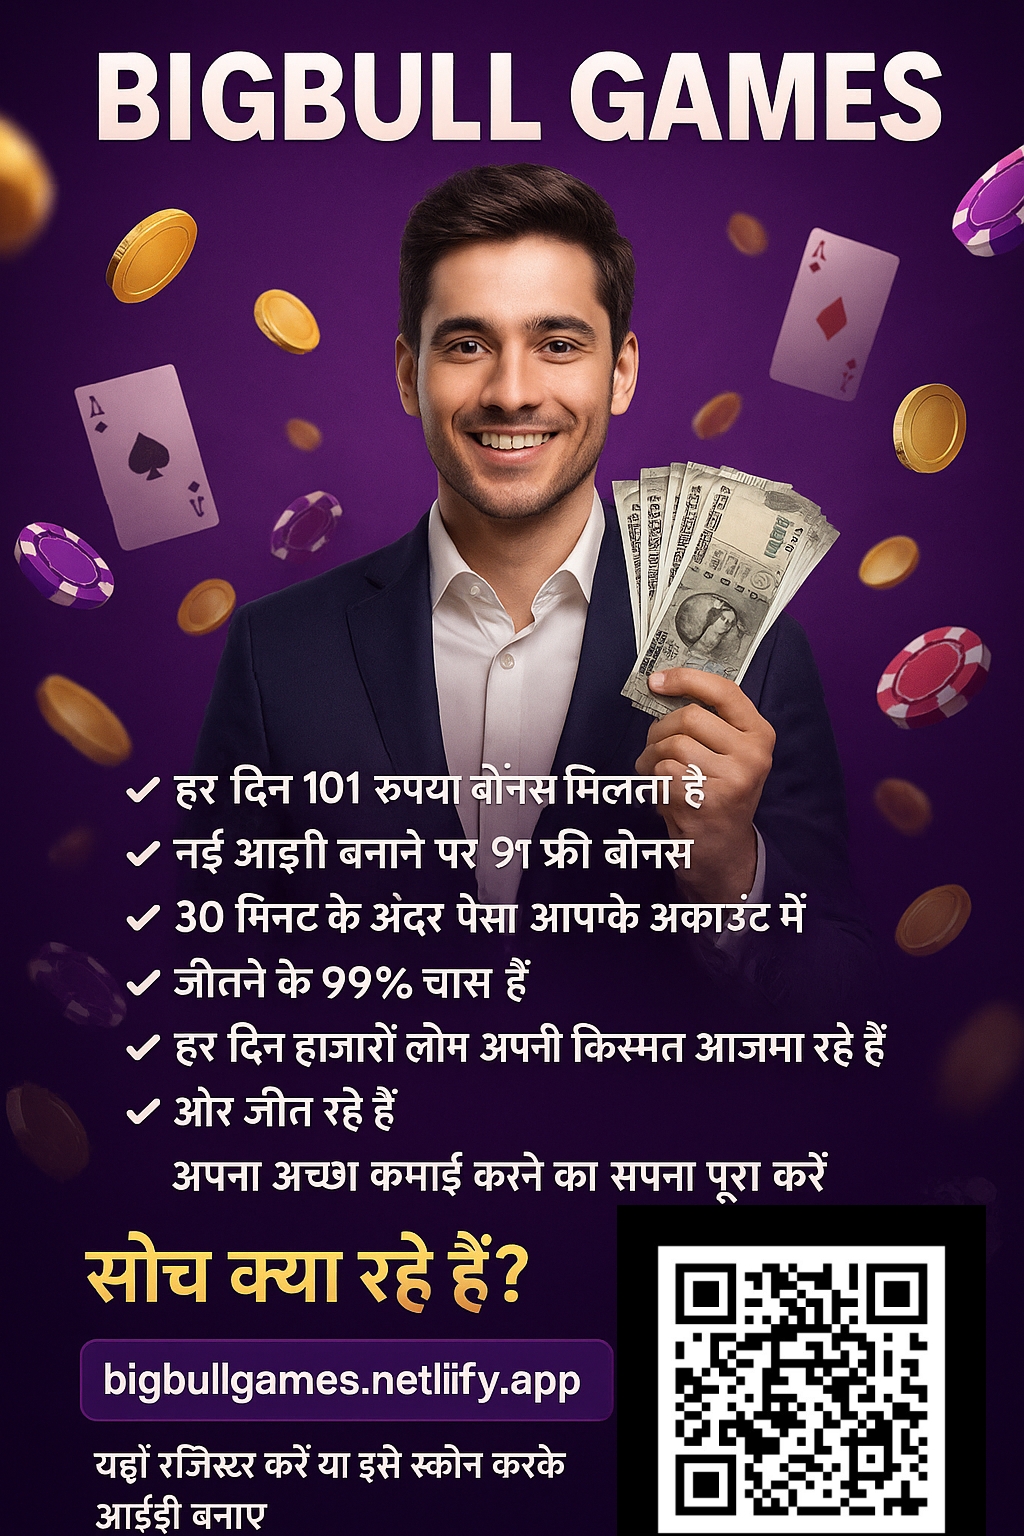 BIGBULL GAMES
हर दिन 101 रुपया बोंनस मिलता है
नई आइाी बनाने पर 91 फ्री बोनस
30 मिनट के अंदर पेसा आपके अकाउंट में
जीतने के 99% चास हैं
हर दिन हाजारों लोम अपनी किस्मत आजमा रहे हैं
ओर जीत रहे हैं
अपना अच्छा कमाई करने का सपना पूरा करें
सोच क्या रहे हैं?
bigbullgames.netliify.app
यहों रजिस्टर करें या इसे स्कोन करके
आईइी बनाए